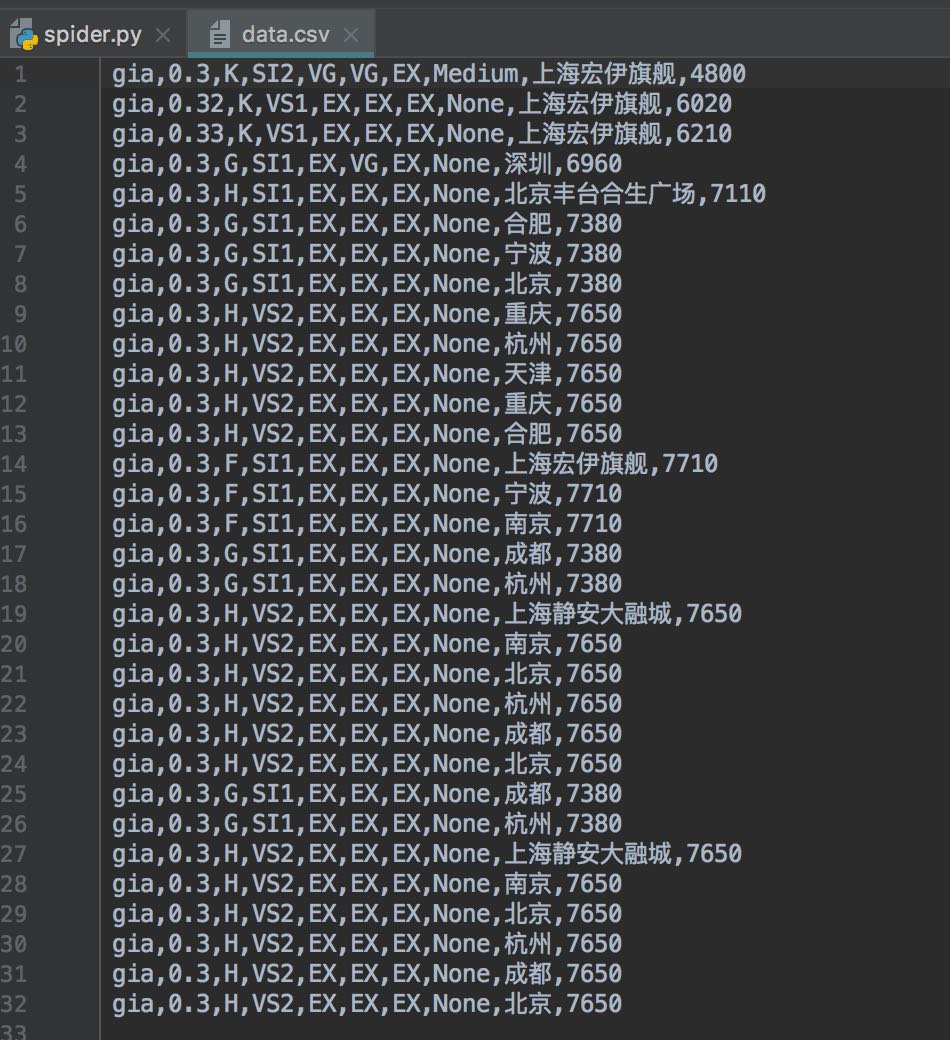 spider.py data.csv
1 gia,0.3,K,SI2,VG,VG,EX,Medium,上海宏伊旗舰,4800
2 gia,0.32,K,VS1,EX,EX,EX,None,上海宏伊旗舰,6020
3 gia,0.33,K,VS1,EX,EX,EX,None,上海宏伊旗舰,6210
4 gia,0.3,G,SI1,EX,VG,EX,None,深圳,6960
5 gia,0.3,H,SI1,EX,EX,EX,None,北京丰台合生广场,7110
6 gia,0.3,G,SI1,EX,EX,EX,None,合肥,7380
7 gia,0.3,G,SI1,EX,EX,EX,None,宁波,7380
8 gia,0.3,G,SI1,EX,EX,EX,None,北京,7380
9 gia,0.3,H,VS2,EX,EX,EX,None,重庆,7650
10 gia,0.3,H,VS2,EX,EX,EX,None,杭州,7650
11 gia,0.3,H,VS2,EX,EX,EX,None,天津,7650
12 gia,0.3,H,VS2,EX,EX,EX,None,重庆,7650
13 gia,0.3,H,VS2,EX,EX,EX,None,合肥,7650
14 gia,0.3,F,SI1,EX,EX,EX,None,上海宏伊旗舰,7710
15 gia,0.3,F,SI1,EX,EX,EX,None,宁波,7710
16 gia,0.3,F,SI1,EX,EX,EX,None,南京,7710
17 gia,0.3,G,SI1,EX,EX,EX,None,成都,7380
18 gia,0.3,G,SI1,EX,EX,EX,None,杭州,7380
19 gia,0.3,H,VS2,EX,EX,EX,None,上海静安大融城,7650
20 gia,0.3,H,VS2,EX,EX,EX,None,南京,7650
21 gia,0.3,H,VS2,EX,EX,EX,None,北京,7650
22 gia,0.3,H,VS2,EX,EX,EX,None,杭州,7650
23 gia,0.3,H,VS2,EX,EX,EX,None,成都,7650
24 gia,0.3,H,VS2,EX,EX,EX,None,北京,7650
25 gia,0.3,G,SI1,EX,EX,EX,None,成都,7380
26 gia,0.3,G,SI1,EX,EX,EX,None,杭州,7380
27 gia,0.3,H,VS2,EX,EX,EX,None,上海静安大融城,7650
28 gia,0.3,H,VS2,EX,EX,EX,None,南京,7650
29 gia,0.3,H,VS2,EX,EX,EX,None,北京,7650
30 gia,0.3,H,VS2,EX,EX,EX,None,杭州,7650
31 gia,0.3,H,VS2,EX,EX,EX,None,成都,7650
32 gia,0.3,H,VS2,EX,EX,EX,None,北京,7650
33